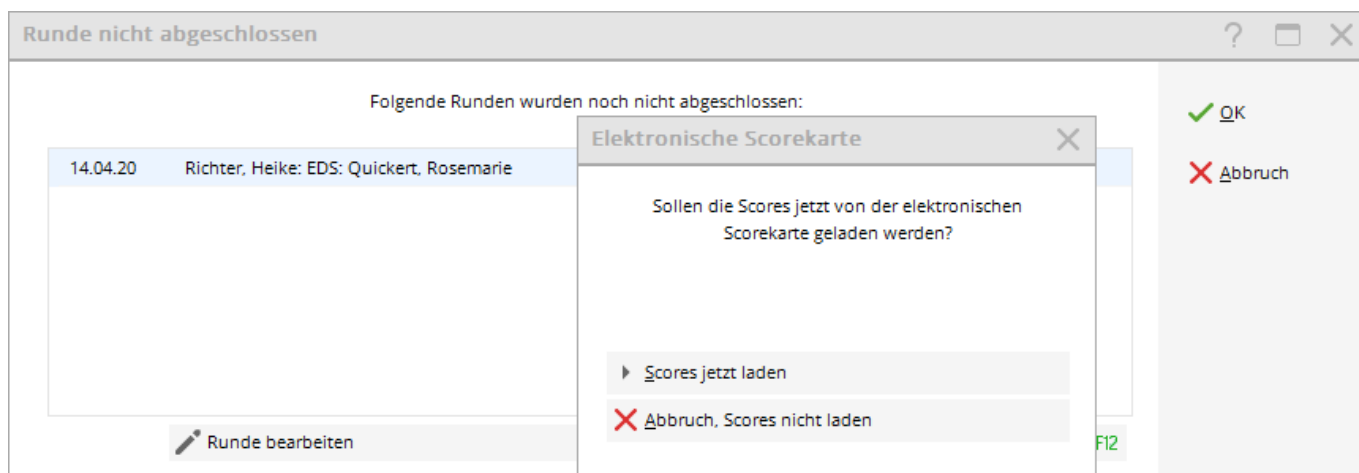 Runde nicht abgeschlossen
?
Folgende Runden wurden noch nicht abgeschlossen:
OK
Abbruch
14.04.20 Richter, Heike: EDS: Quickert, Rosemarie
Elektronische Scorekarte
Sollen die Scores jetzt von der elektronischen
Scorekarte geladen werden?
Scores jetzt laden
Abbruch, Scores nicht laden
Runde bearbeiten
F12